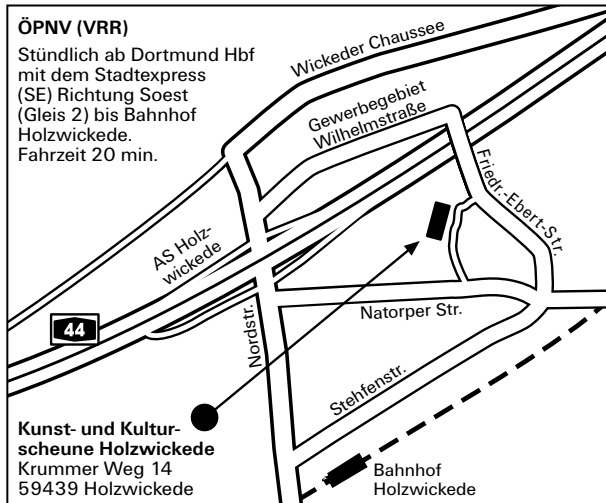 ÖPNV (VRR)
Stündlich ab Dortmund Hbf
mit dem Stadtexpress
(SE) Richtung Soest
(Gleis 2) bis Bahnhof
Holzwickede.
Fahrzeit 20 min.
Wickeder Chaussee
Gewerbegebiet
Wilhelmstraße
Friedr.-Ebert-Str.
AS Holz-
wickede
44
Nordstr.
Natorper Str.
Stehfenstr.
Kunst- und Kultur-
scheune Holzwickede
Krummer Weg 14
59439 Holzwickede
Bahnhof
Holzwickede